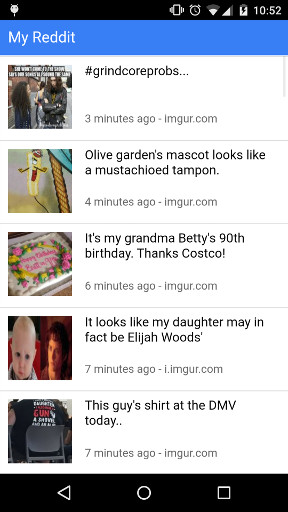 10:52
My Reddit
#grindcoreprobs...
3 minutes ago - imgur.com
Olive garden's mascot looks like
a mustachioed tampon.
4 minutes ago - imgur.com
It's my grandma Betty's 90th
birthday. Thanks Costco!
6 minutes ago - imgur.com
It looks like my daughter may in
fact be Elijah Woods'
7 minutes ago - i.imgur.com
This guy's shirt at the DMV
today..
DAUGHTER
GUN
A SHOVEL
7 minutes ago - imgur.com